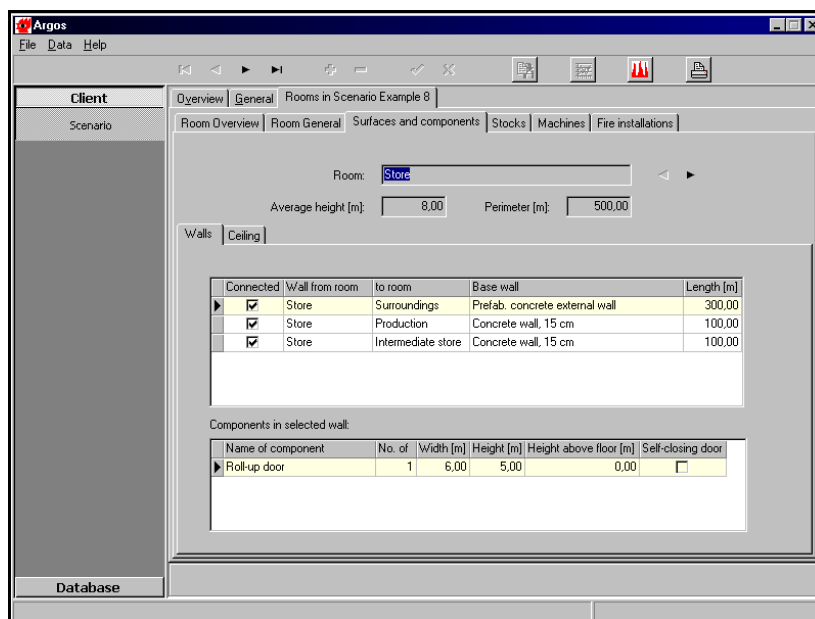 Argos
File Data Help
Client
Scenario
Overview General Rooms in Scenario Example 8
Room Overview Room General Surfaces and components Stocks Machines Fire installations
Room: Store
Average height [m]: 8,00 Perimeter [m]: 500,00
Walls Ceiling
Connected Wall from room to room Base wall Length [m]
Store Surroundings Prefab. concrete external wall 300,00
Store Production Concrete wall, 15 cm 100,00
Store Intermediate store Concrete wall, 15 cm 100,00
Components in selected wall:
Name of component No. of Width [m] Height [m] Height above floor [m] Self-closing door
Roll-up door 1 6,00 5,00 0,00
Database